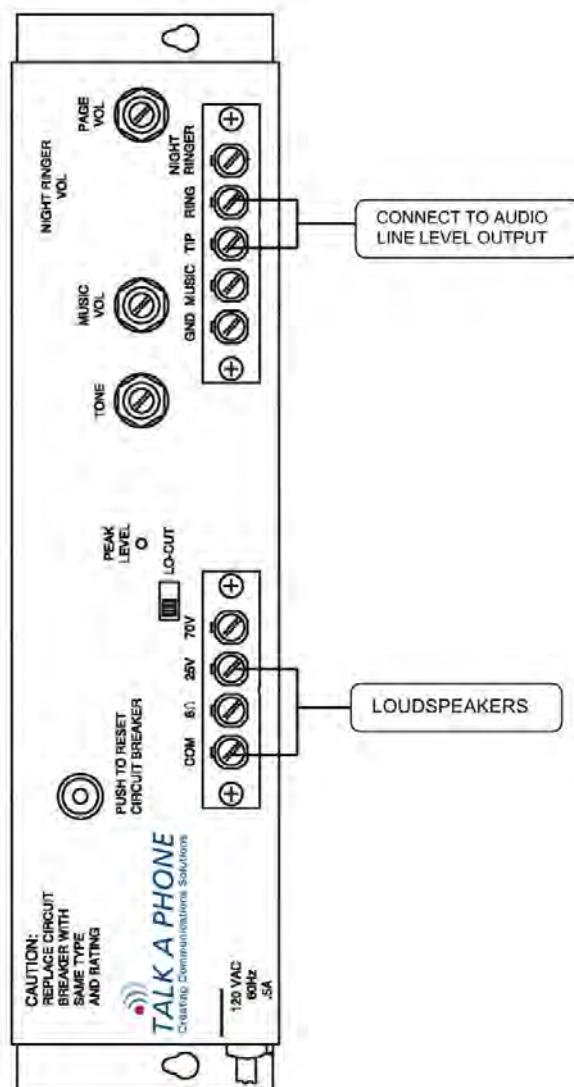 PAGE
VOL
NIGHT RINGER
VOL
MUSIC
VOL
TONE
NIGHT
RINGER
RING
TIP
MUSIC
GND
CONNECT TO AUDIO
LINE LEVEL OUTPUT
PEAK
LEVEL
LO-CUT
70V
25V
8Ω
COM
LOUDSPEAKERS
PUSH TO RESET
CIRCUIT BREAKER
CAUTION:
REPLACE CIRCUIT
BREAKER WITH
SAME TYPE
AND RATING
TALK A PHONE
Creating Communications Solutions
120 VAC
60Hz
.5A